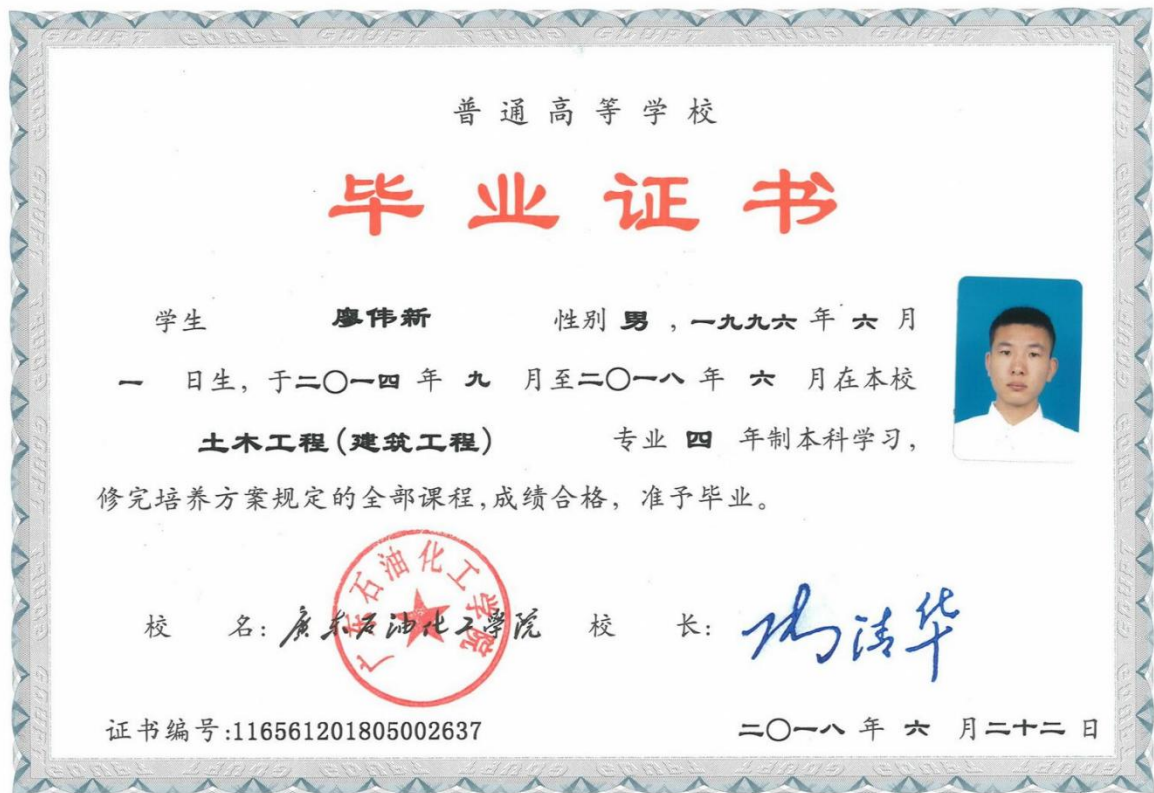 普通高等学校
毕业证书
学生 廖伟新 性别 男 , 一九九六 年 六 月
一 日生, 于二〇一四 年 九 月至二〇一八 年 六 月在本校
土木工程(建筑工程) 专业 四 年制本科学习,
修完培养方案规定的全部课程,成绩合格, 准予毕业。
广东石油化工学院
校 名: 广东石油化工學院 校 长: 清华
证书编号:116561201805002637 二〇一八 年 六 月二十二 日
GDUPT